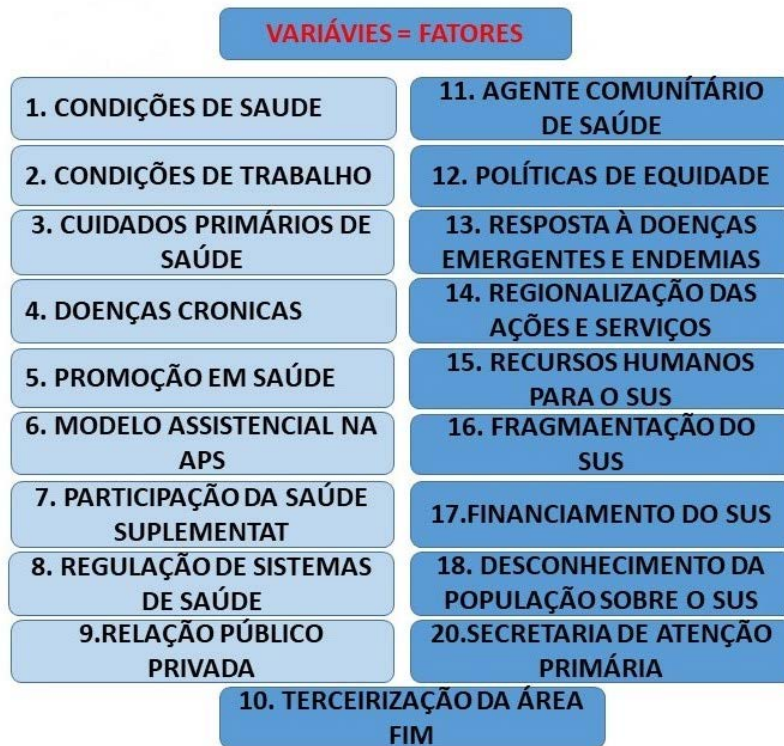 VARIÁVIES = FATORES
1. CONDIÇÕES DE SAUDE
2. CONDIÇÕES DE TRABALHO
3. CUIDADOS PRIMÁRIOS DE
SAÚDE
4. DOENÇAS CRONICAS
5. PROMOÇÃO EM SAÚDE
6. MODELO ASSISTENCIAL NA
APS
7. PARTICIPAÇÃO DA SAÚDE
SUPLEMENTAT
8. REGULAÇÃO DE SISTEMAS
DE SAÚDE
9.RELAÇÃO PÚBLICO
PRIVADA
10. TERCEIRIZAÇÃO DA ÁREA
FIM
11. AGENTE COMUNÍTÁRIO
DE SAÚDE
12. POLÍTICAS DE EQUIDADE
13. RESPOSTA À DOENÇAS
EMERGENTES E ENDEMIAS
14. REGIONALIZAÇÃO DAS
AÇÕES E SERVIÇOS
15. RECURSOS HUMANOS
PARA O SUS
16. FRAGMAENTAÇÃO DO
SUS
17.FINANCIAMENTO DO SUS
18. DESCONHECIMENTO DA
POPULAÇÃO SOBRE O SUS
20.SECRETARIA DE ATENÇÃO
PRIMÁRIA